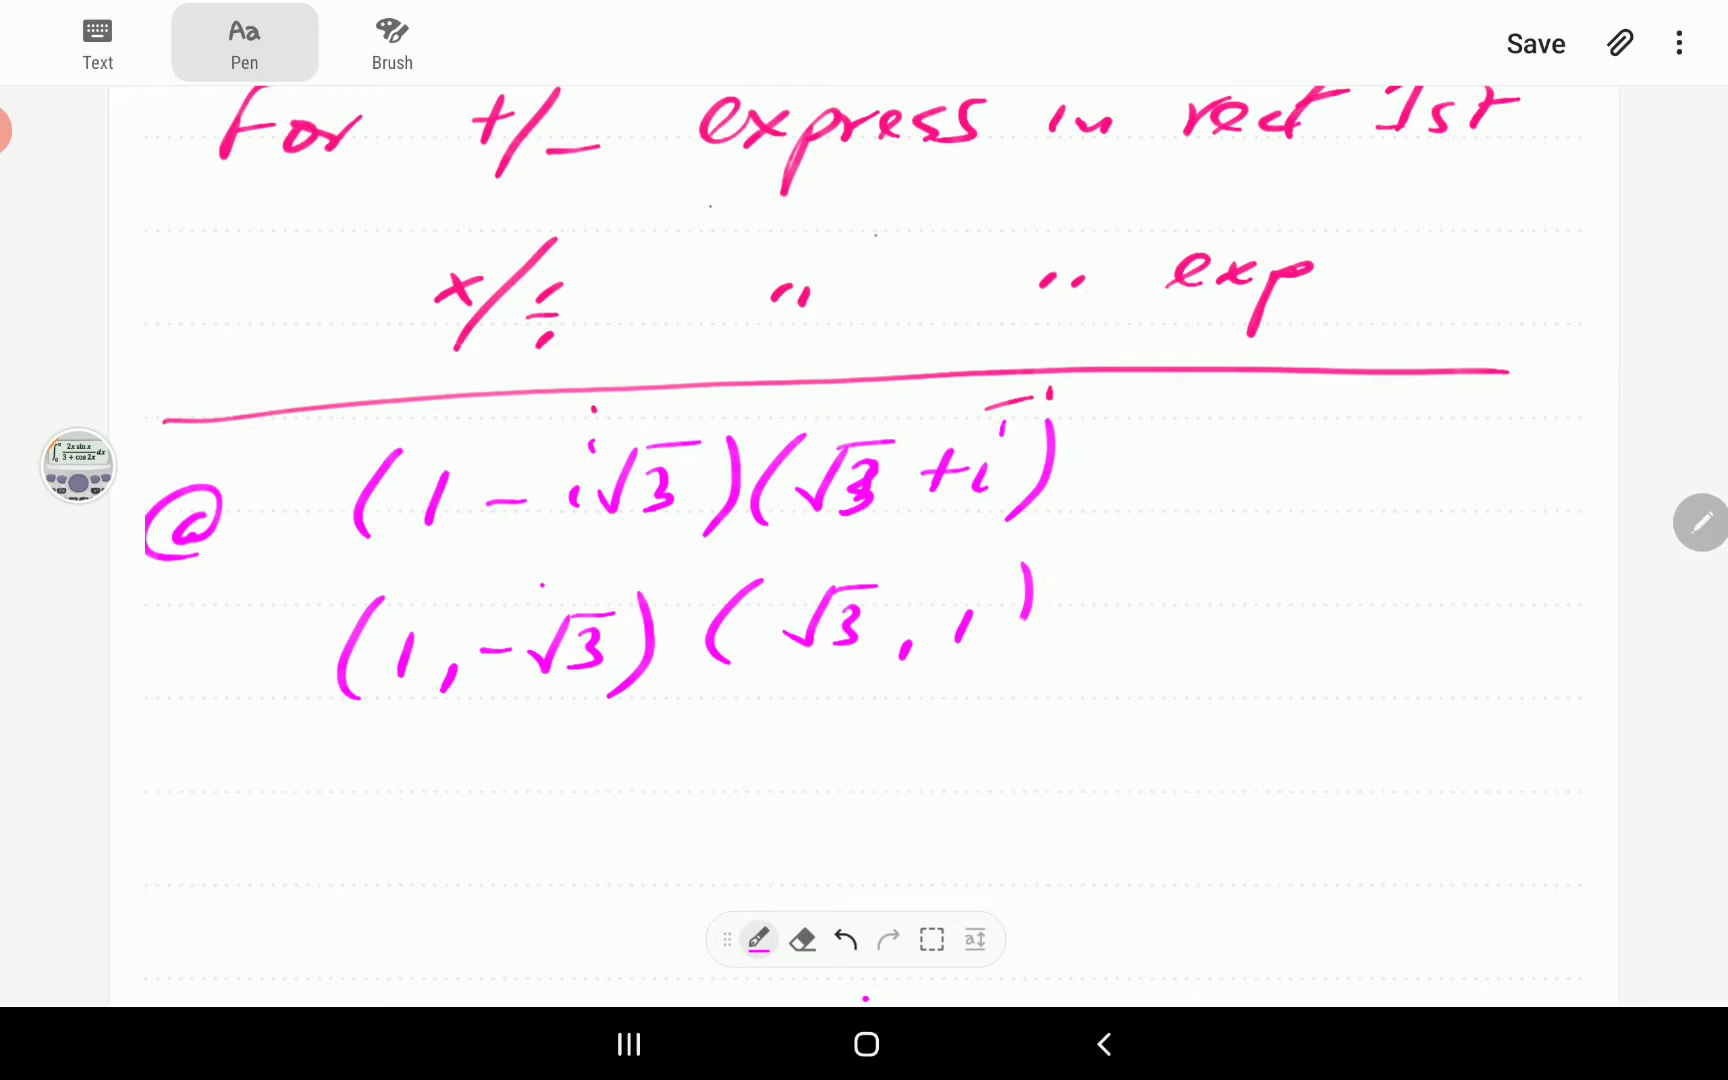 Text Pen Brush Save
For +/- express in rect 1st
×/÷ " " exp
ⓐ (1 - i√3)(√3 + i)
(1, -√3) (√3, 1)